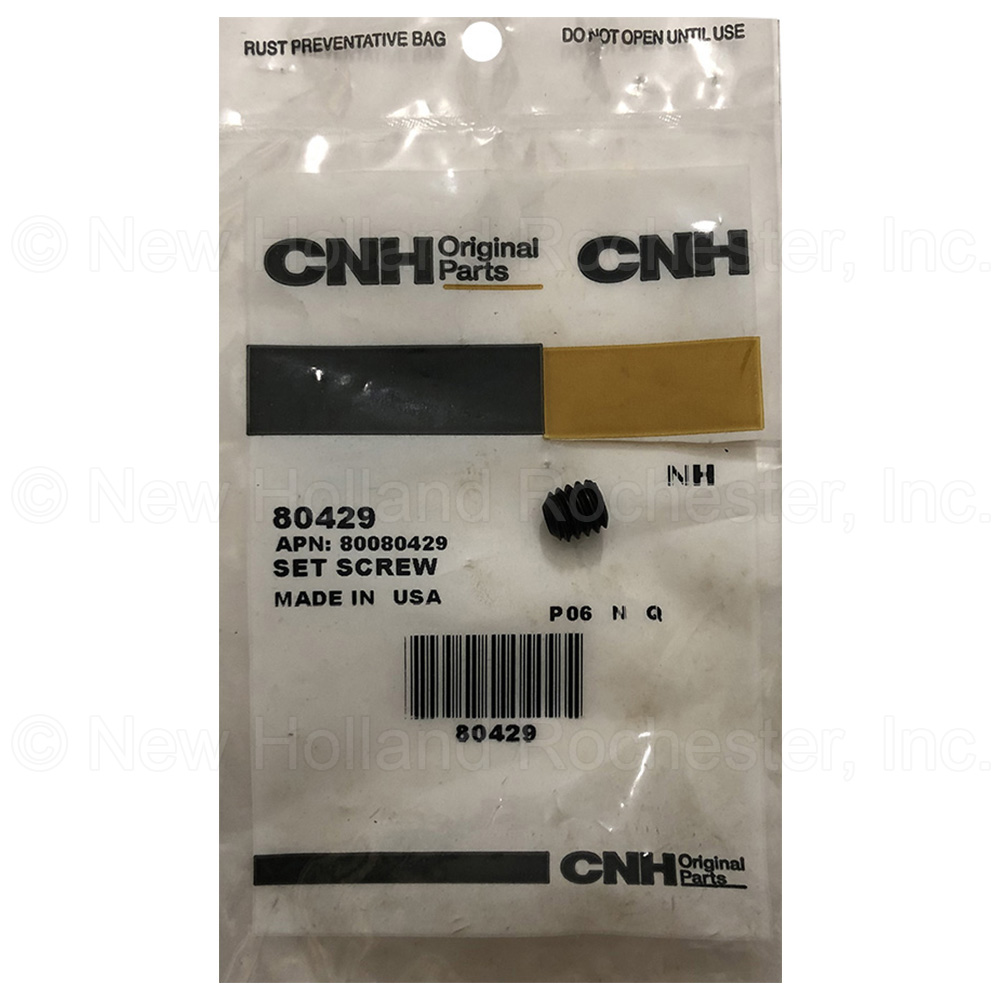 RUST PREVENTATIVE BAG
DO NOT OPEN UNTIL USE
© New Holland Rochester, Inc.
CNH Original Parts
CNH
© New Holland Rochester, Inc.
NH
80429
APN: 80080429
SET SCREW
MADE IN USA
P06 N Q
80429
© New Holland Rochester, Inc.
CNH Original Parts